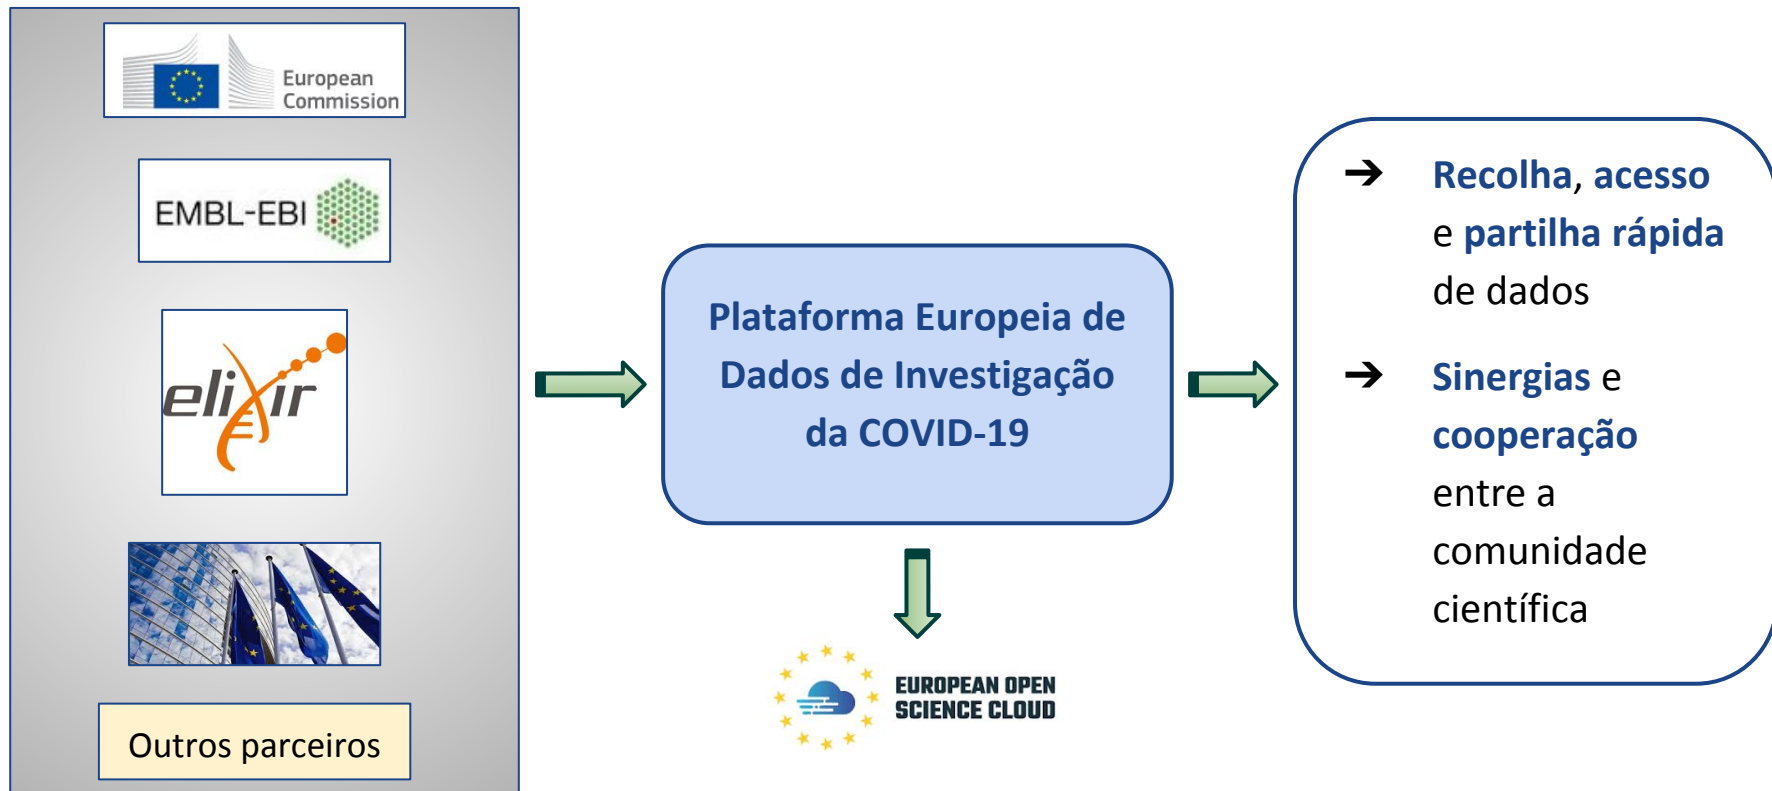 European
Commission
EMBL-EBI
elixir
Outros parceiros
Plataforma Europeia de
Dados de Investigação
da COVID-19
EUROPEAN OPEN
SCIENCE CLOUD
➔ Recolha, acesso
e partilha rápida
de dados
➔ Sinergias e
cooperação
entre a
comunidade
científica